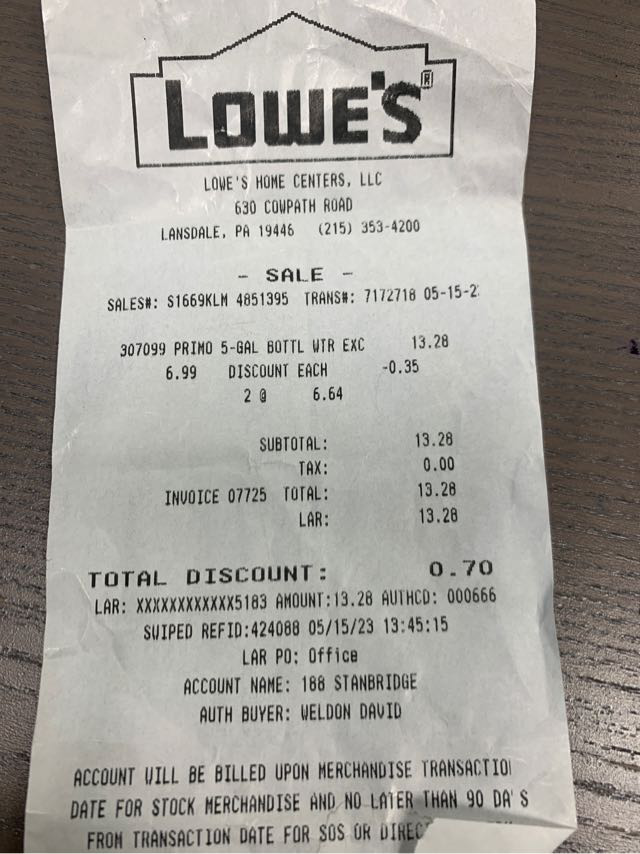 LOWE'S®
LOWE'S HOME CENTERS, LLC
630 COWPATH ROAD
LANSDALE, PA 19446 (215) 353-4200
- SALE -
SALES#: S1669KLM 4851395 TRANS#: 7172718 05-15-2
307099 PRIMO 5-GAL BOTTL WTR EXC 13.28
6.99 DISCOUNT EACH -0.35
2 @ 6.64
SUBTOTAL: 13.28
TAX: 0.00
INVOICE 07725 TOTAL: 13.28
LAR: 13.28
TOTAL DISCOUNT: 0.70
LAR: XXXXXXXXXXXX5183 AMOUNT:13.28 AUTHCD: 000666
SWIPED REFID:424088 05/15/23 13:45:15
LAR PO: Office
ACCOUNT NAME: 188 STANBRIDGE
AUTH BUYER: WELDON DAVID
ACCOUNT WILL BE BILLED UPON MERCHANDISE TRANSACTIO
DATE FOR STOCK MERCHANDISE AND NO LATER THAN 90 DA'S
FROM TRANSACTION DATE FOR SOS OR DIREC